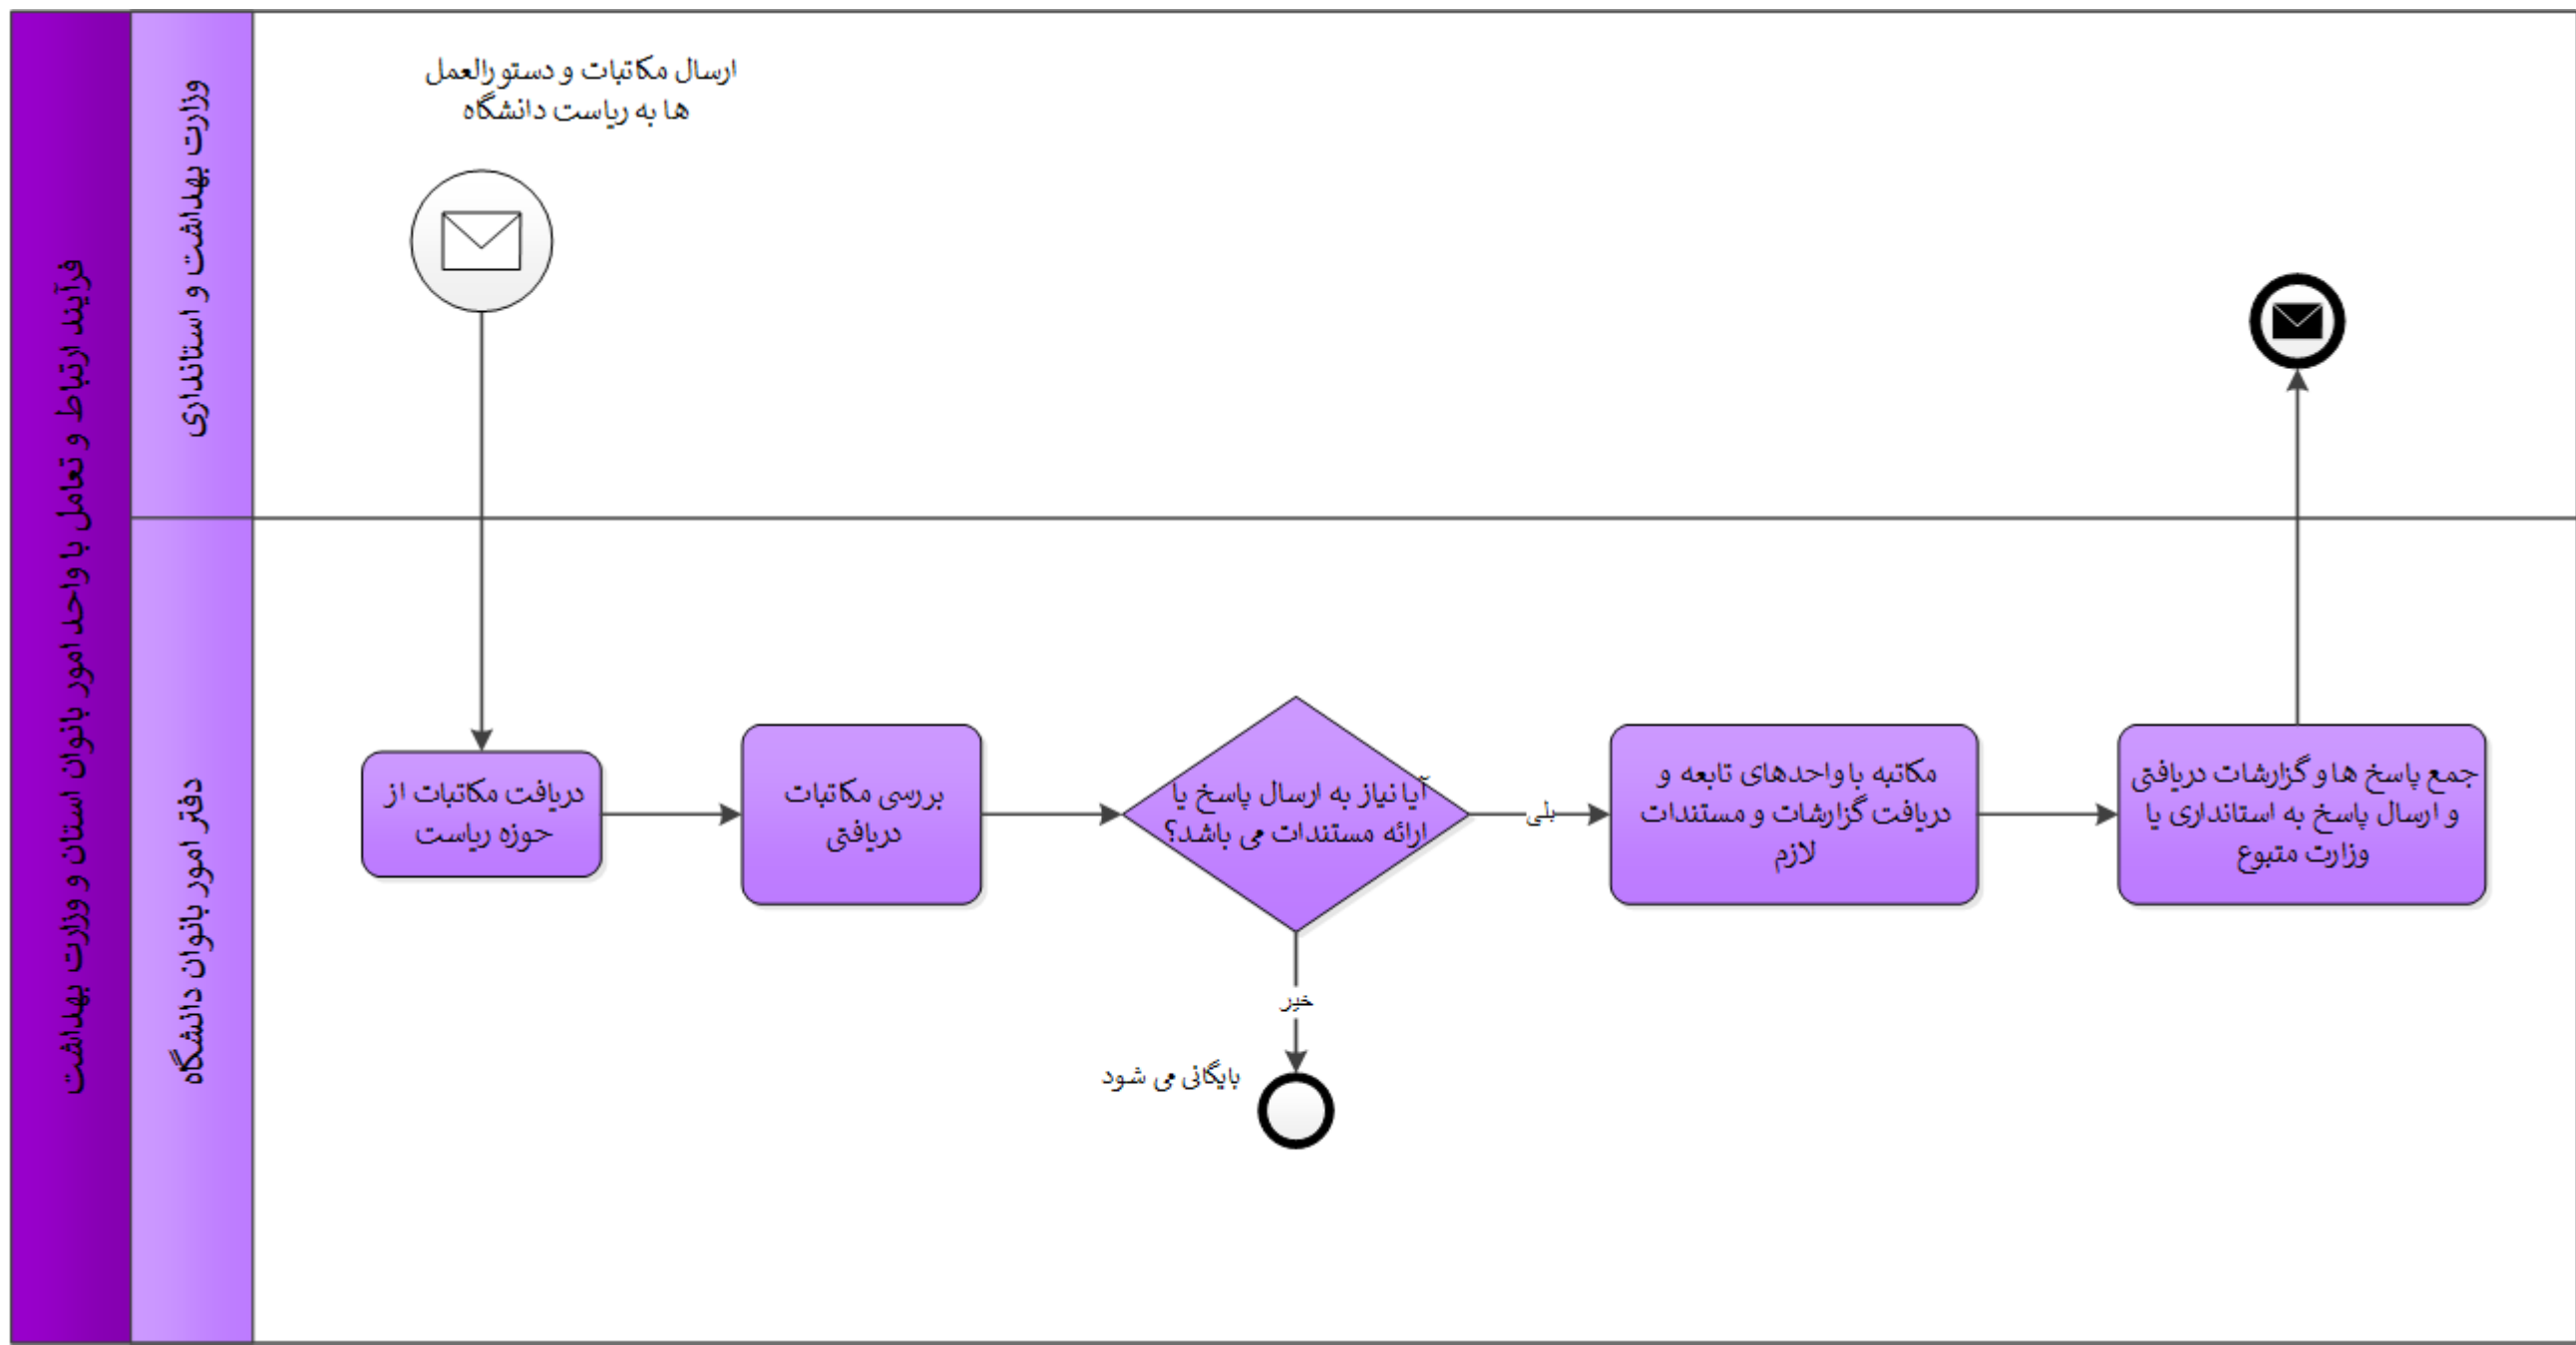 فرآیند ارتباط و تعامل با واحد امور بانوان استان و وزارت بهداشت
وزارت بهداشت و استانداری
ارسال مکاتبات و دستورالعمل
ها به ریاست دانشگاه
دفتر امور بانوان دانشگاه
دریافت مکاتبات از
حوزه ریاست
بررسی مکاتبات
دریافتی
آیا نیاز به ارسال پاسخ یا
ارائه مستندات می باشد؟
بلی
مکاتبه با واحدهای تابعه و
دریافت گزارشات و مستندات
لازم
جمع پاسخ ها و گزارشات دریافتی
و ارسال پاسخ به استانداری یا
وزارت متبوع
خیر
بایگانی می شود